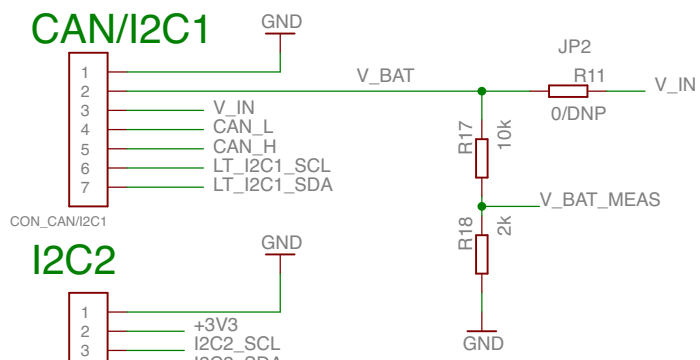 CAN/I2C1
GND
JP2
1
2
3
4
5
6
7
V_BAT
R11
V_IN
0/DNP
V_IN
CAN_L
CAN_H
LT_I2C1_SCL
LT_I2C1_SDA
CON_CAN/I2C1
R17
10k
V_BAT_MEAS
R18
2k
GND
I2C2
GND
1
2
3
+3V3
I2C2_SCL
I2C2_SDA